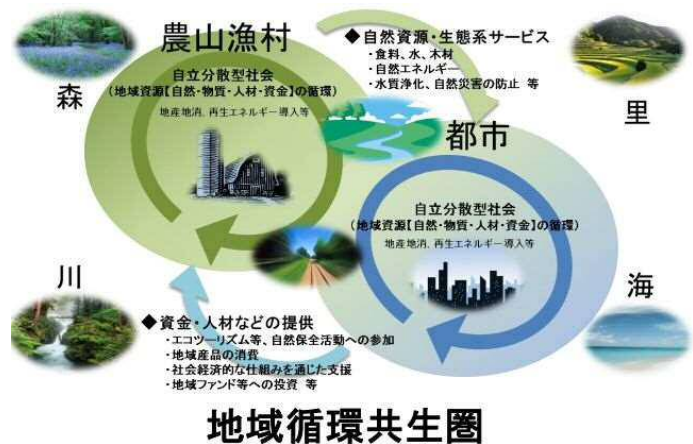 農山漁村
森
自立分散型社会
(地域資源【自然・物質・人材・資金】の循環)
地産地消、再生エネルギー導入等
◆自然資源・生態系サービス
・食料、水、木材
・自然エネルギー
・水質浄化、自然災害の防止 等
里
都市
自立分散型社会
(地域資源【自然・物質・人材・資金】の循環)
地産地消、再生エネルギー導入等
川
海
◆資金・人材などの提供
・エコツーリズム等、自然保全活動への参加
・地域産品の消費
・社会経済的な仕組みを通じた支援
・地域ファンド等への投資 等
地域循環共生圏